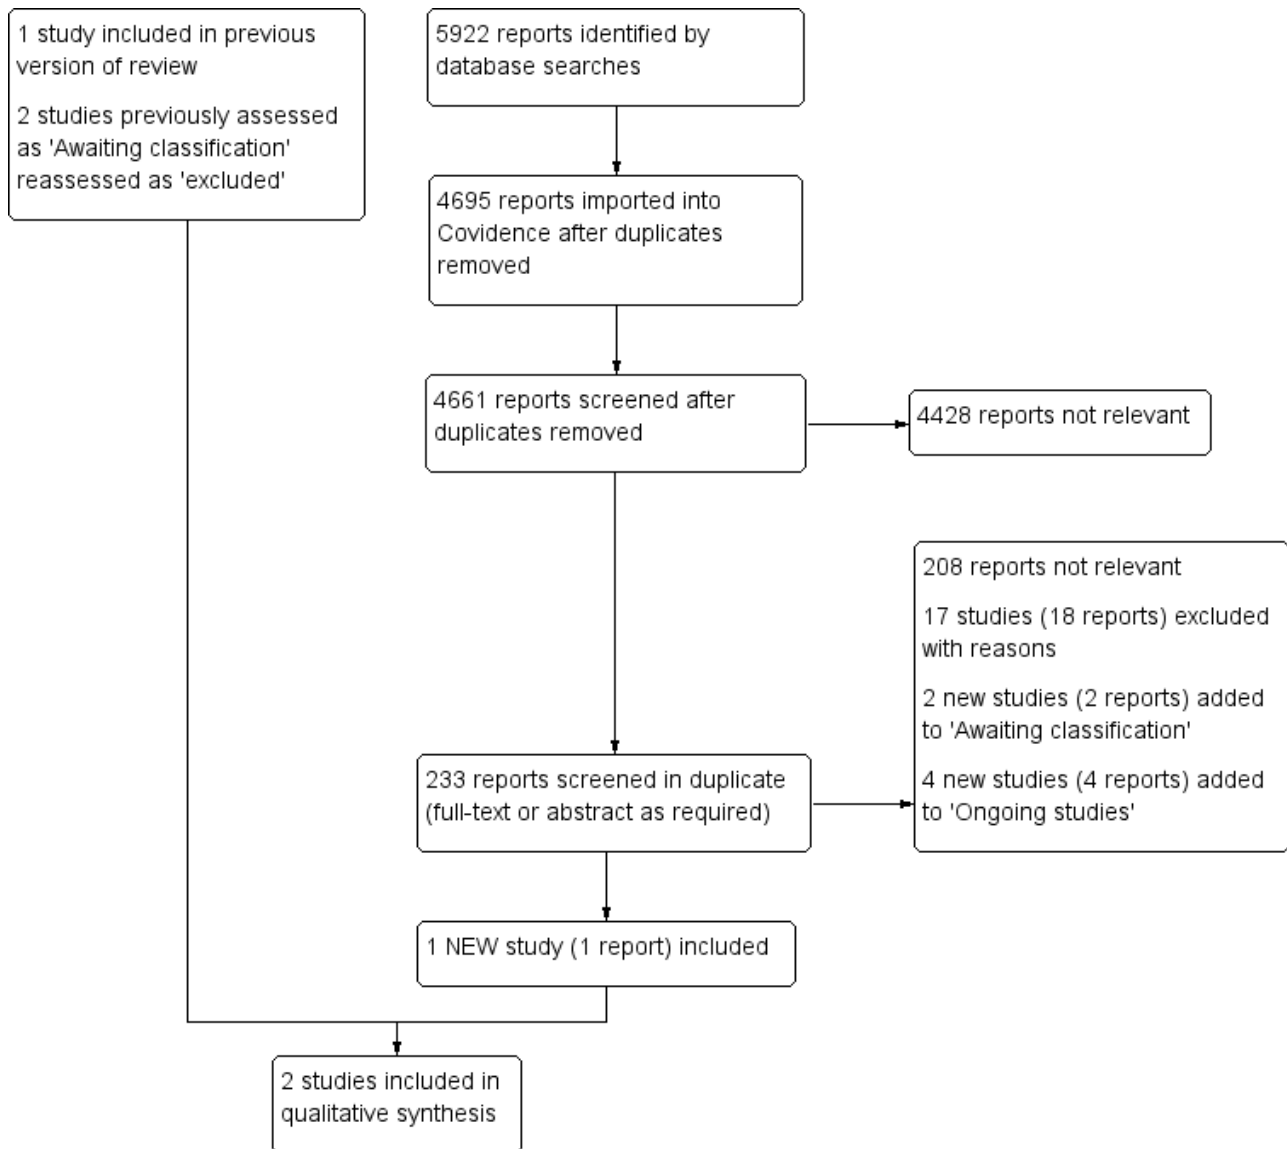 1 study included in previous
version of review
2 studies previously assessed
as 'Awaiting classification'
reassessed as 'excluded'
5922 reports identified by
database searches
4695 reports imported into
Covidence after duplicates
removed
4661 reports screened after
duplicates removed
4428 reports not relevant
208 reports not relevant
17 studies (18 reports) excluded
with reasons
2 new studies (2 reports) added
to 'Awaiting classification'
4 new studies (4 reports) added
to 'Ongoing studies'
233 reports screened in duplicate
(full-text or abstract as required)
1 NEW study (1 report) included
2 studies included in
qualitative synthesis